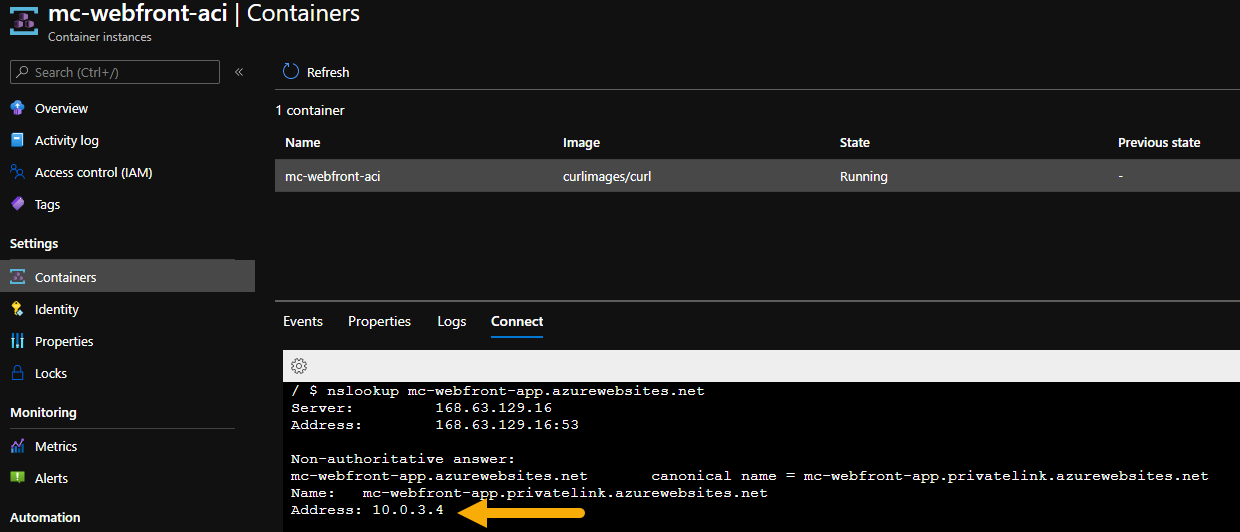 mc-webfront-aci | Containers
Container instances
Search (Ctrl+/)
«
Overview
Activity log
Access control (IAM)
Tags
Settings
Containers
Identity
Properties
Locks
Monitoring
Metrics
Alerts
Automation
Refresh
1 container
Name Image State Previous state
mc-webfront-aci curlimages/curl Running -
Events Properties Logs Connect
/ $ nslookup mc-webfront-app.azurewebsites.net
Server: 168.63.129.16
Address: 168.63.129.16:53
Non-authoritative answer:
mc-webfront-app.azurewebsites.net canonical name = mc-webfront-app.privatelink.azurewebsites.net
Name: mc-webfront-app.privatelink.azurewebsites.net
Address: 10.0.3.4